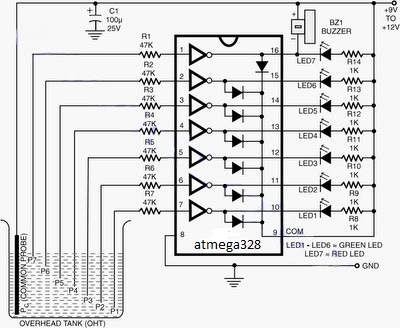 C1
100µ
25V
+9V
TO
+12V
BZ1
BUZZER
R1
47K
R2
47K
R3
47K
R4
47K
R5
47K
R6
47K
R7
47K
1
2
3
4
5
6
7
8
16
15
14
13
12
11
10
9
COM
LED7
LED6
LED5
LED4
LED3
LED2
LED1
R14
1K
R13
1K
R12
1K
R11
1K
R10
1K
R9
1K
R8
1K
atmega328
LED1 - LED6 = GREEN LED
LED7 = RED LED
GND
(COMMON PROBE)
P7
P6
P5
P4
P3
P2
P1
OVERHEAD TANK (OHT)